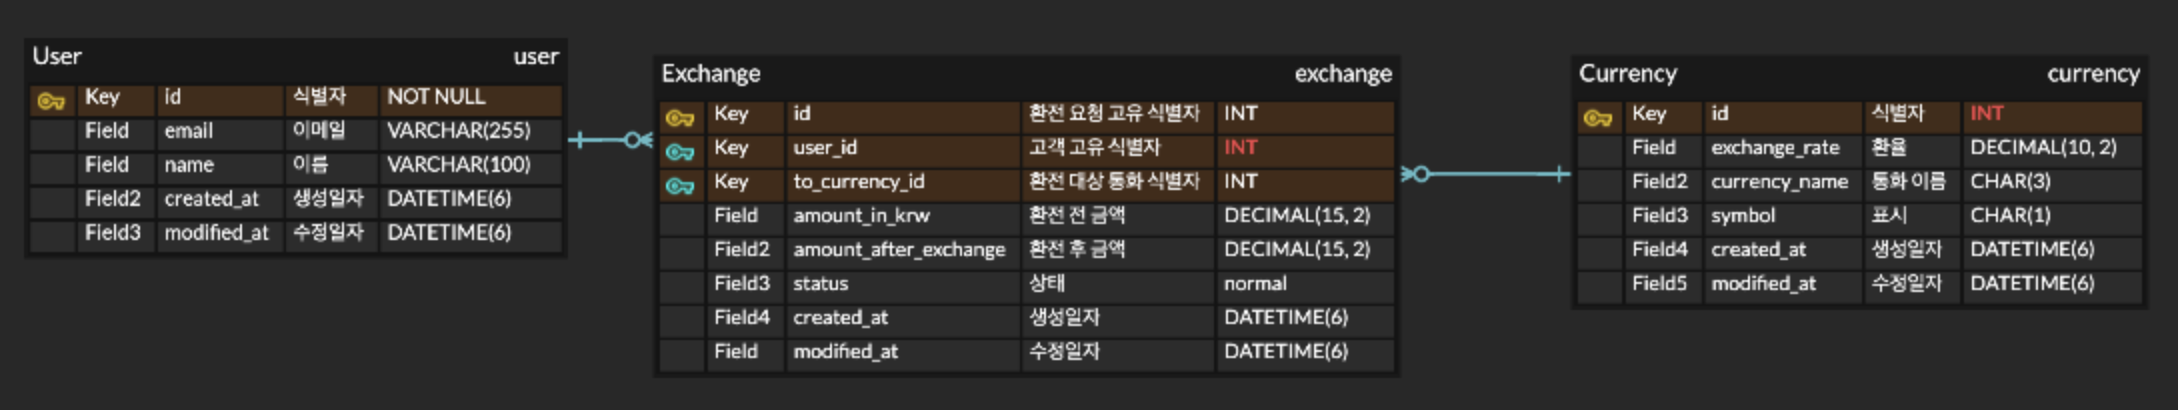 User user
Key id 식별자 NOT NULL
Field email 이메일 VARCHAR(255)
Field name 이름 VARCHAR(100)
Field2 created_at 생성일자 DATETIME(6)
Field3 modified_at 수정일자 DATETIME(6)
Exchange exchange
Key id 환전 요청 고유 식별자 INT
Key user_id 고객 고유 식별자 INT
Key to_currency_id 환전 대상 통화 식별자 INT
Field amount_in_krw 환전 전 금액 DECIMAL(15, 2)
Field2 amount_after_exchange 환전 후 금액 DECIMAL(15, 2)
Field3 status 상태 normal
Field4 created_at 생성일자 DATETIME(6)
Field modified_at 수정일자 DATETIME(6)
Currency currency
Key id 식별자 INT
Field exchange_rate 환율 DECIMAL(10, 2)
Field2 currency_name 통화 이름 CHAR(3)
Field3 symbol 표시 CHAR(1)
Field4 created_at 생성일자 DATETIME(6)
Field5 modified_at 수정일자 DATETIME(6)